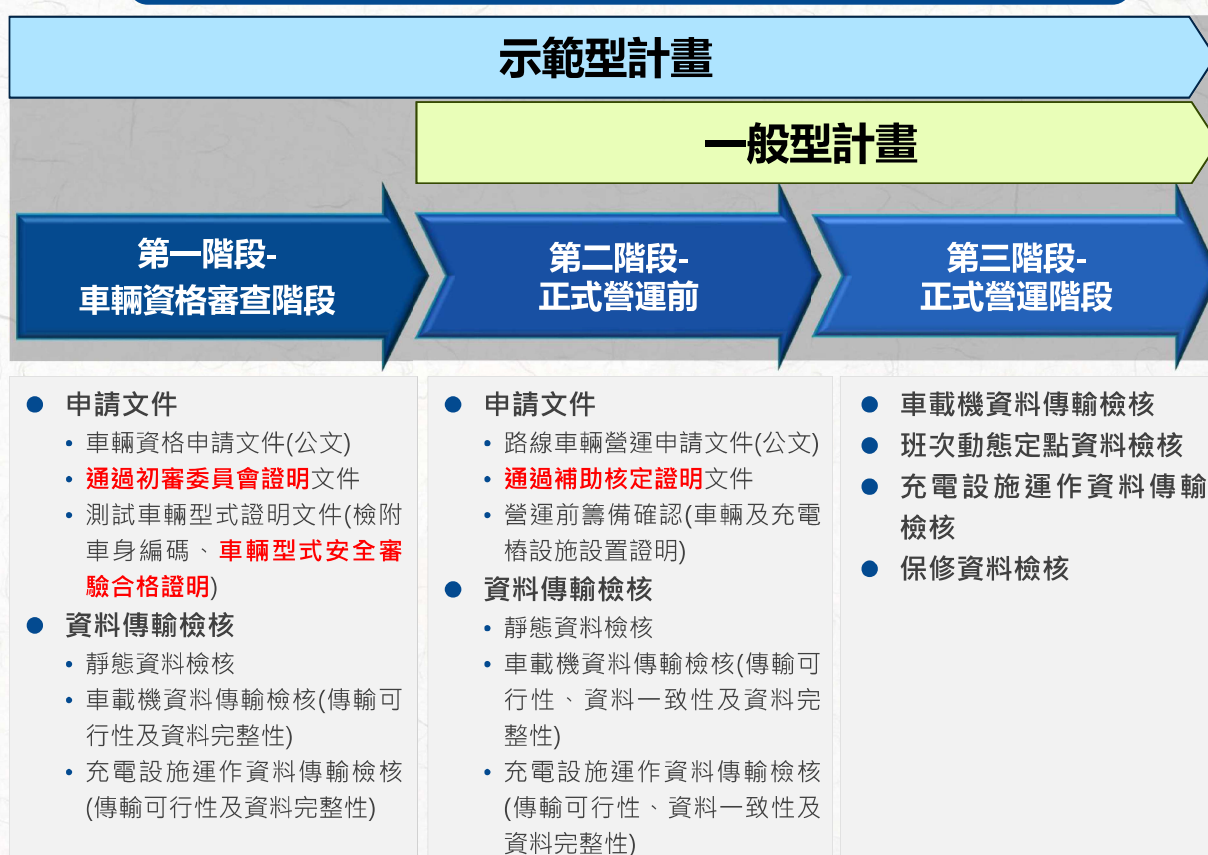 示範型計畫
一般型計畫
第一階段-
車輛資格審查階段
第二階段-
正式營運前
第三階段-
正式營運階段
● 申請文件
• 車輛資格申請文件(公文)
• 通過初審委員會證明文件
• 測試車輛型式證明文件(檢附
車身編碼、車輛型式安全審
驗合格證明)
● 資料傳輸檢核
• 靜態資料檢核
• 車載機資料傳輸檢核(傳輸可
行性及資料完整性)
• 充電設施運作資料傳輸檢核
(傳輸可行性及資料完整性)
● 申請文件
• 路線車輛營運申請文件(公文)
• 通過補助核定證明文件
• 營運前籌備確認(車輛及充電
樁設施設置證明)
● 資料傳輸檢核
• 靜態資料檢核
• 車載機資料傳輸檢核(傳輸可
行性、資料一致性及資料完
整性)
• 充電設施運作資料傳輸檢核
(傳輸可行性、資料一致性及
資料完整性)
● 車載機資料傳輸檢核
● 班次動態定點資料檢核
● 充電設施運作資料傳輸
檢核
● 保修資料檢核